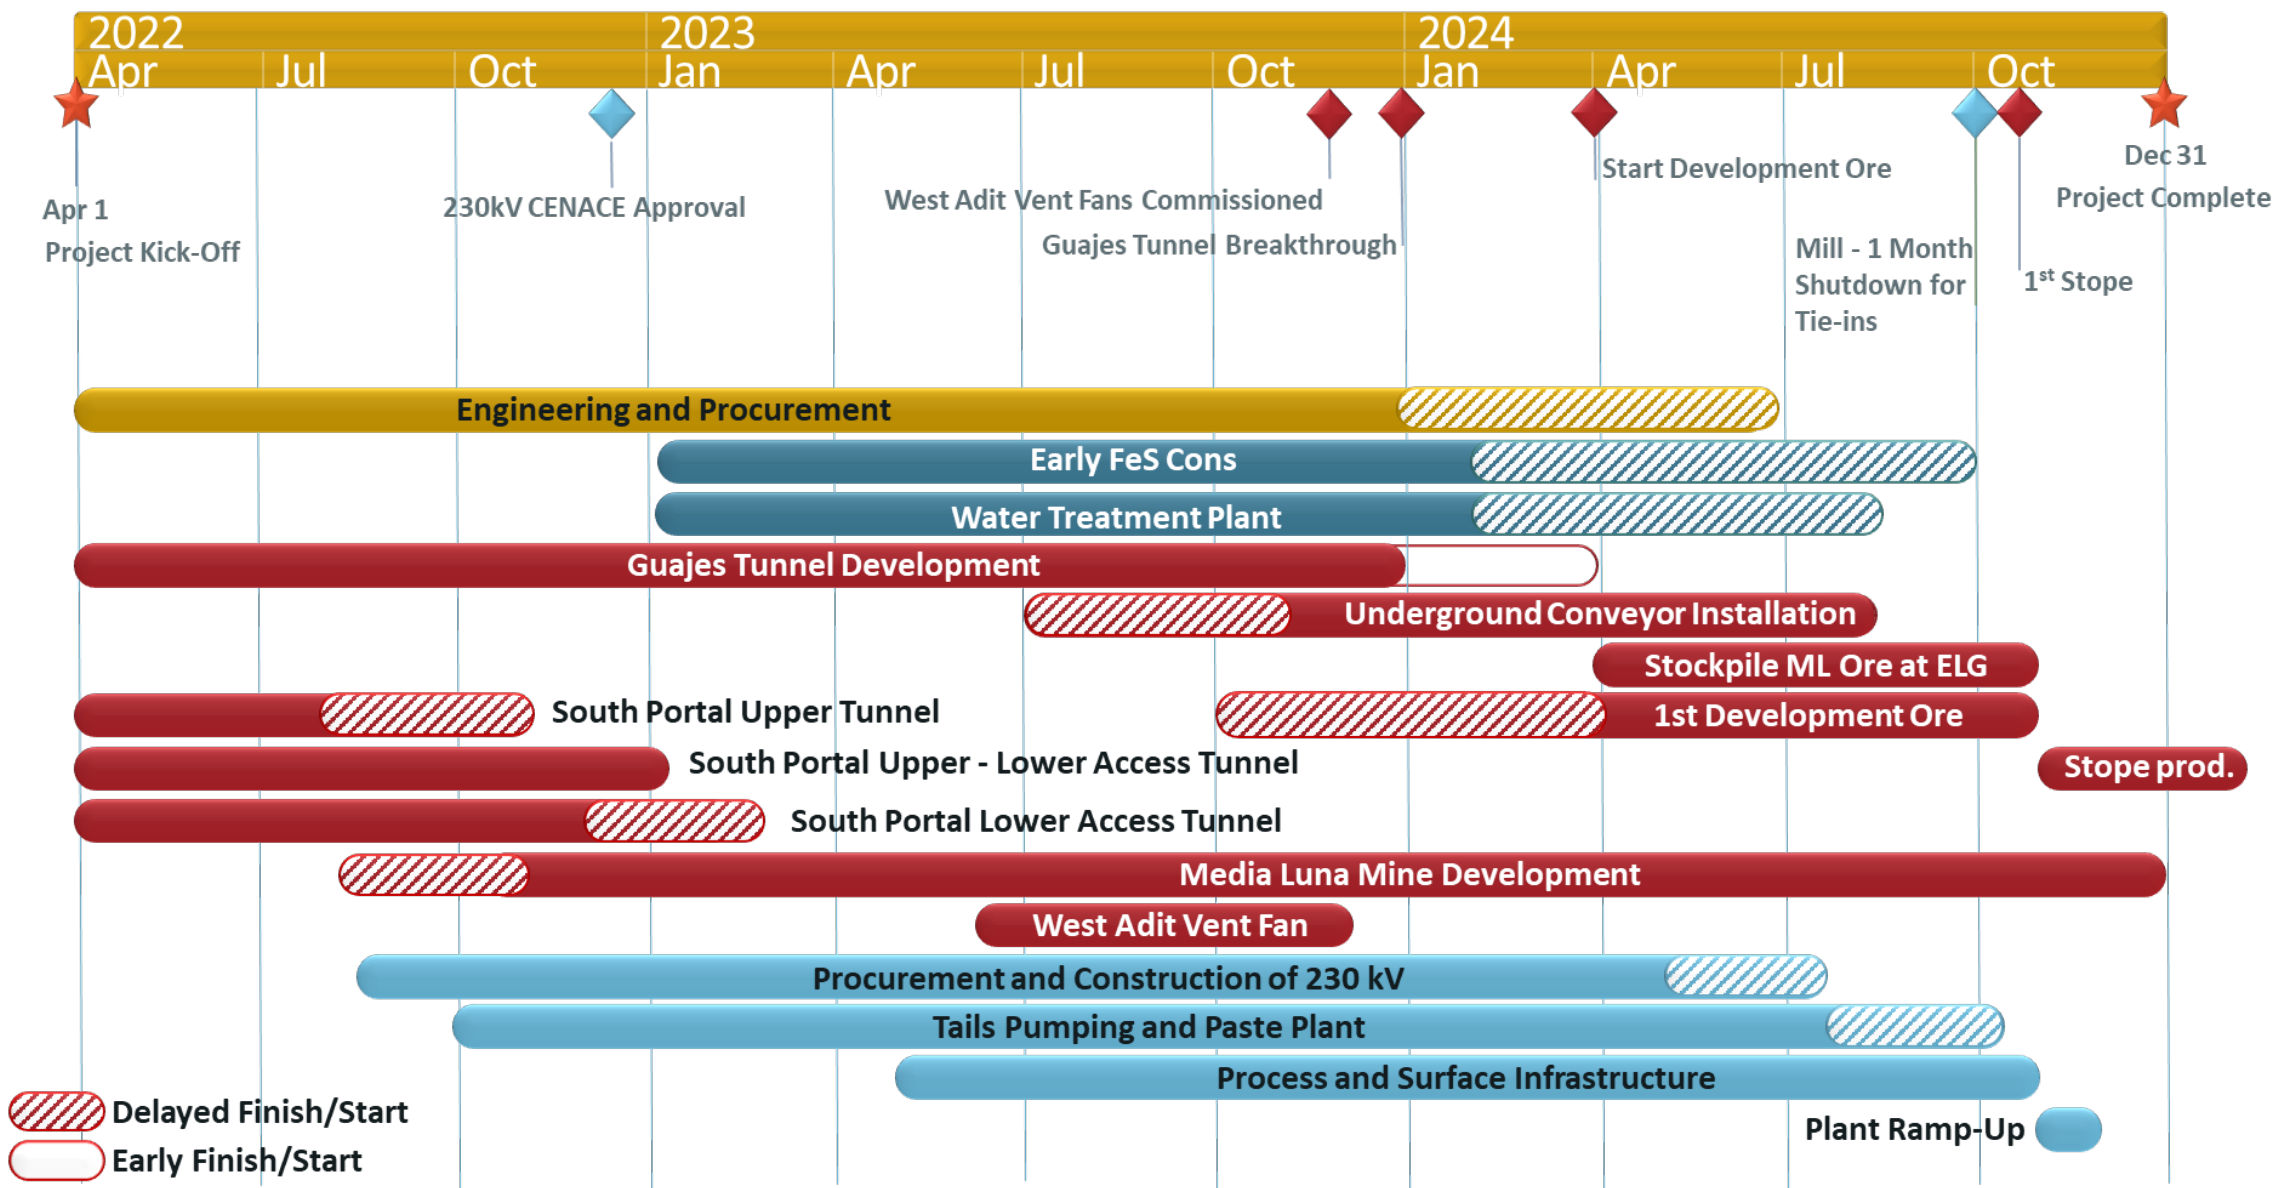 2022 2023 2024
Apr Jul Oct Jan Apr Jul Oct Jan Apr Jul Oct
Apr 1
Project Kick-Off
230kV CENACE Approval
West Adit Vent Fans Commissioned
Guajes Tunnel Breakthrough
Start Development Ore
Mill - 1 Month
Shutdown for
Tie-ins
1st Stope
Dec 31
Project Complete
Engineering and Procurement
Early FeS Cons
Water Treatment Plant
Guajes Tunnel Development
Underground Conveyor Installation
Stockpile ML Ore at ELG
South Portal Upper Tunnel
1st Development Ore
South Portal Upper - Lower Access Tunnel
Stope prod.
South Portal Lower Access Tunnel
Media Luna Mine Development
West Adit Vent Fan
Procurement and Construction of 230 kV
Tails Pumping and Paste Plant
Process and Surface Infrastructure
Plant Ramp-Up
Delayed Finish/Start
Early Finish/Start